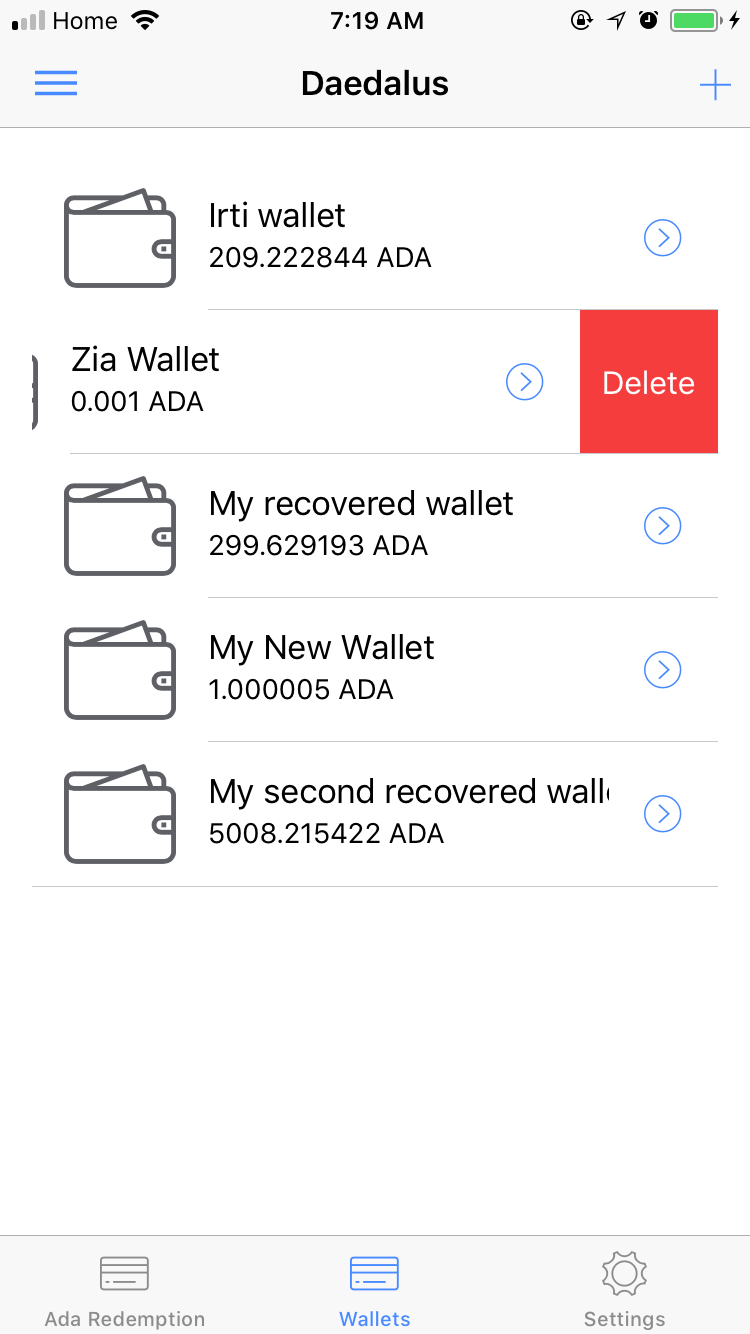 Home 7:19 AM
Daedalus
Irti wallet
209.222844 ADA
Zia Wallet
0.001 ADA
Delete
My recovered wallet
299.629193 ADA
My New Wallet
1.000005 ADA
My second recovered
5008.215422 ADA
Ada Redemption Wallets Settings